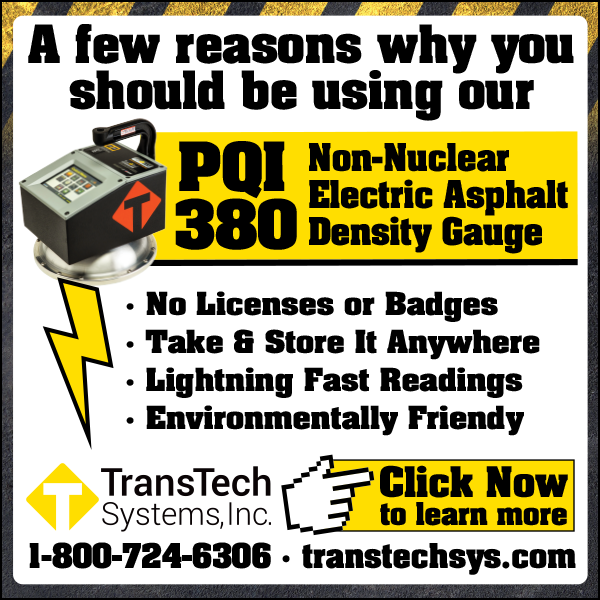 A few reasons why you
should be using our
PQI
380
Non-Nuclear
Electric Asphalt
Density Gauge
• No Licenses or Badges
• Take & Store It Anywhere
• Lightning Fast Readings
• Environmentally Friendy
T
T
TransTech
Systems, Inc.
Click Now
to learn more
1-800-724-6306 • transtechsys.com